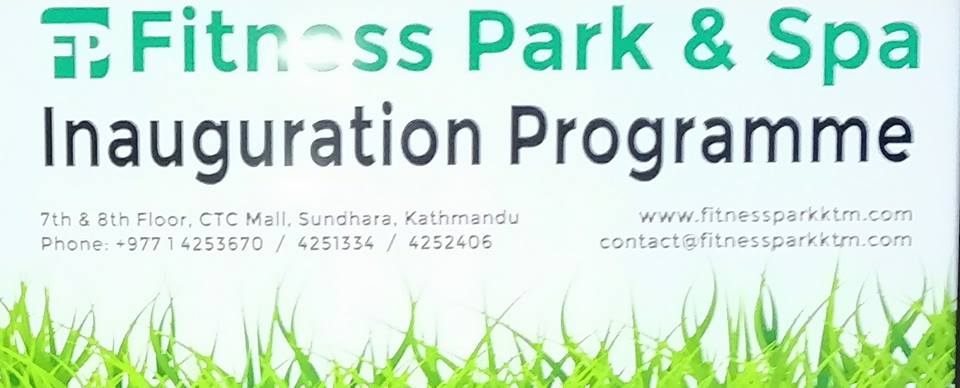 FP Fitness Park & Spa
Inauguration Programme
7th & 8th Floor, CTC Mall, Sundhara, Kathmandu
Phone: +977 1 4253670 / 4251334 / 4252406
www.fitnessparkktm.com
contact@fitnessparkktm.com